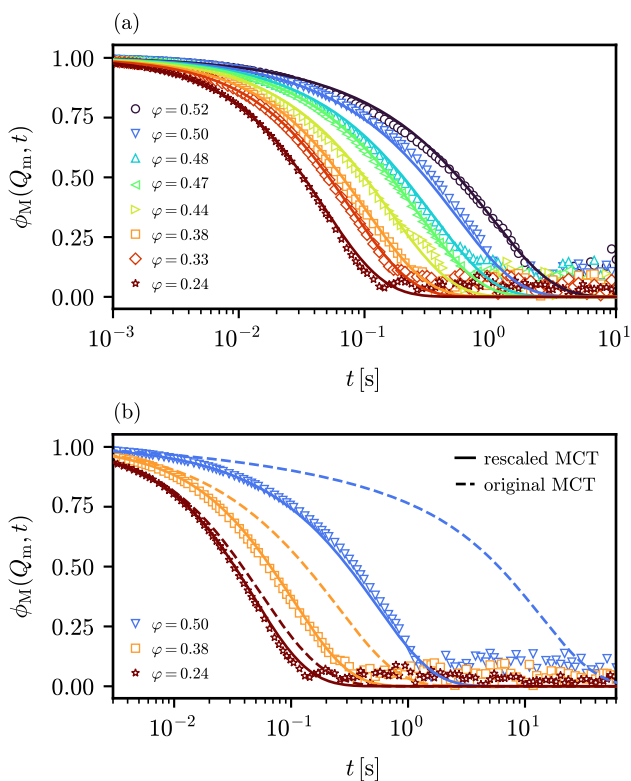 (a)
1.00
0.75
0.50
0.25
0.00
ϕM(Qm, t)
φ = 0.52
φ = 0.50
φ = 0.48
φ = 0.47
φ = 0.44
φ = 0.38
φ = 0.33
φ = 0.24
10−3 10−2 10−1 100 101
t [s]
(b)
1.00
0.75
0.50
0.25
0.00
ϕM(Qm, t)
rescaled MCT
original MCT
φ = 0.50
φ = 0.38
φ = 0.24
10−2 10−1 100 101
t [s]